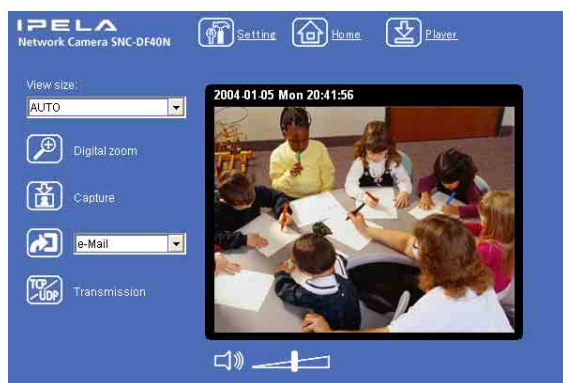 IPELA
Network Camera SNC-DF40N
Setting
Home
Player
View size:
AUTO
2004-01-05 Mon 20:41:56
Digital zoom
Capture
e-Mail
TCP/UDP
Transmission